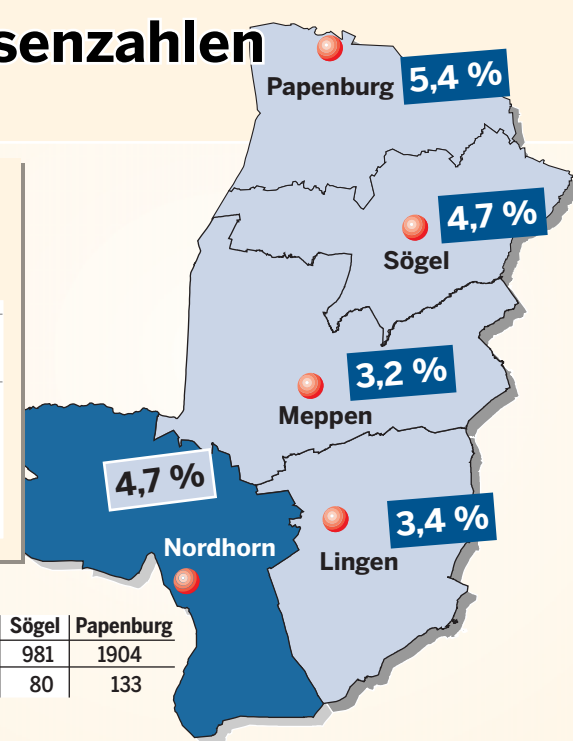 senzahlen
Papenburg 5,4 %
4,7 %
Sögel
3,2 %
Meppen
4,7 %
3,4 %
Nordhorn
Lingen
Sögel Papenburg
981 1904
80 133